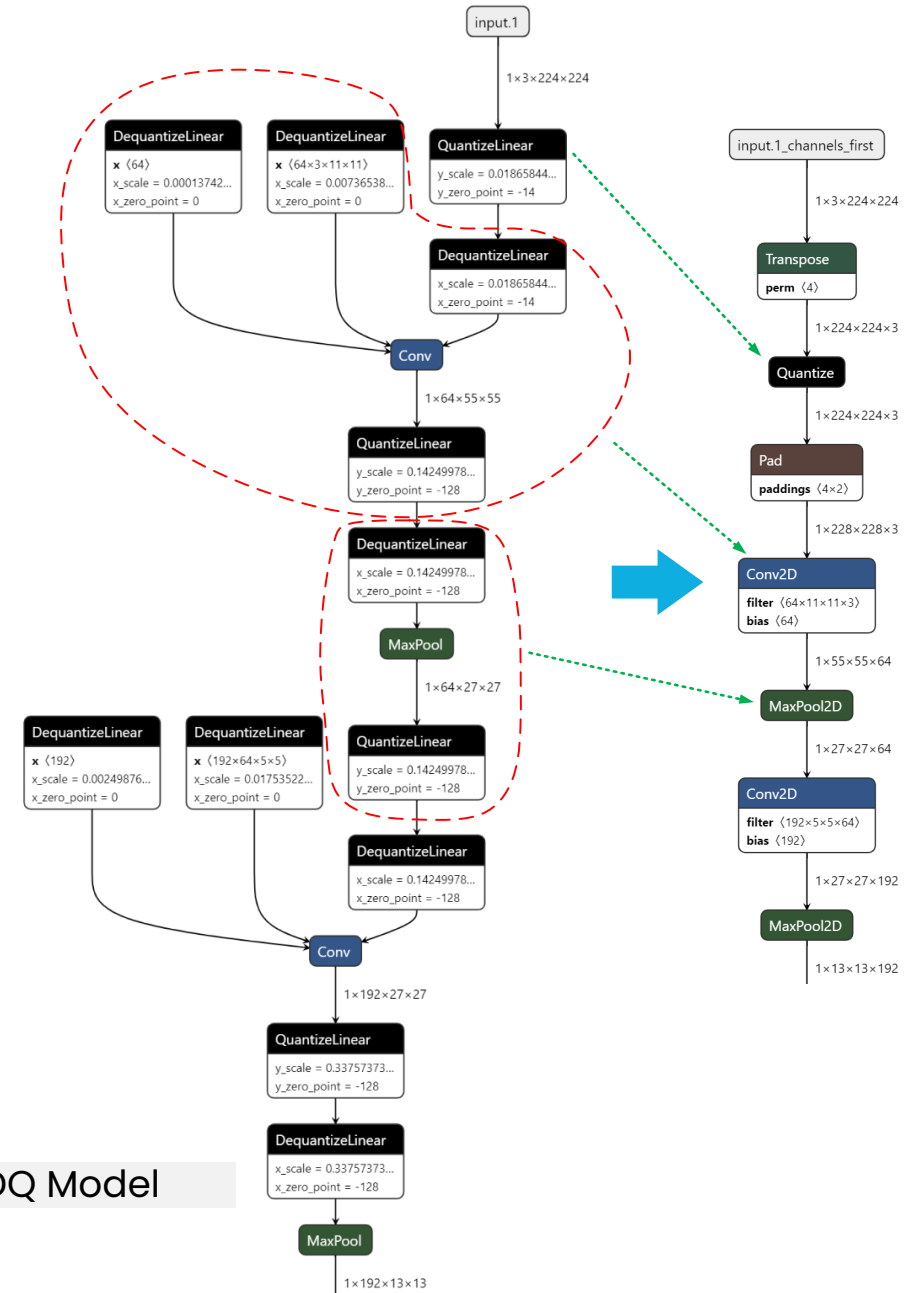 input.1
1×3×224×224
DequantizeLinear
x ⟨64⟩
x_scale = 0.00013742...
x_zero_point = 0
DequantizeLinear
x ⟨64×3×11×11⟩
x_scale = 0.00736538...
x_zero_point = 0
QuantizeLinear
y_scale = 0.01865844...
y_zero_point = -14
DequantizeLinear
x_scale = 0.01865844...
x_zero_point = -14
Conv
1×64×55×55
QuantizeLinear
y_scale = 0.14249978...
y_zero_point = -128
DequantizeLinear
x_scale = 0.14249978...
x_zero_point = -128
MaxPool
1×64×27×27
QuantizeLinear
y_scale = 0.14249978...
y_zero_point = -128
DequantizeLinear
x ⟨192⟩
x_scale = 0.00249876...
x_zero_point = 0
DequantizeLinear
x ⟨192×64×5×5⟩
x_scale = 0.01753522...
x_zero_point = 0
DequantizeLinear
x_scale = 0.14249978...
x_zero_point = -128
Conv
1×192×27×27
QuantizeLinear
y_scale = 0.33757373...
y_zero_point = -128
DequantizeLinear
x_scale = 0.33757373...
x_zero_point = -128
MaxPool
1×192×13×13
Model
input.1_channels_first
1×3×224×224
Transpose
perm ⟨4⟩
1×224×224×3
Quantize
1×224×224×3
Pad
paddings ⟨4×2⟩
1×228×228×3
Conv2D
filter ⟨64×11×11×3⟩
bias ⟨64⟩
1×55×55×64
MaxPool2D
1×27×27×64
Conv2D
filter ⟨192×5×5×64⟩
bias ⟨192⟩
1×27×27×192
MaxPool2D
1×13×13×192